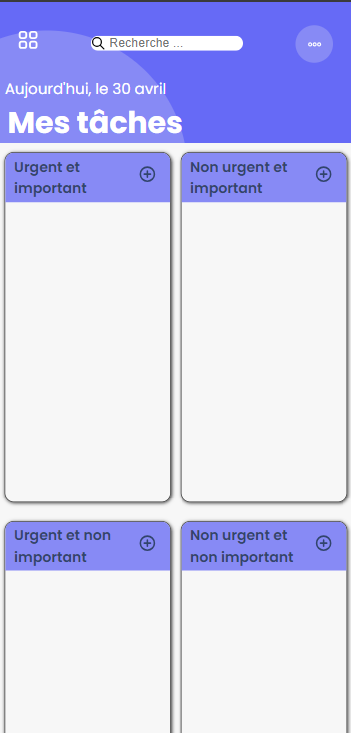 Recherche ...
Aujourd'hui, le 30 avril
Mes tâches
Urgent et
important
Non urgent et
important
Urgent et non
important
Non urgent et
non important